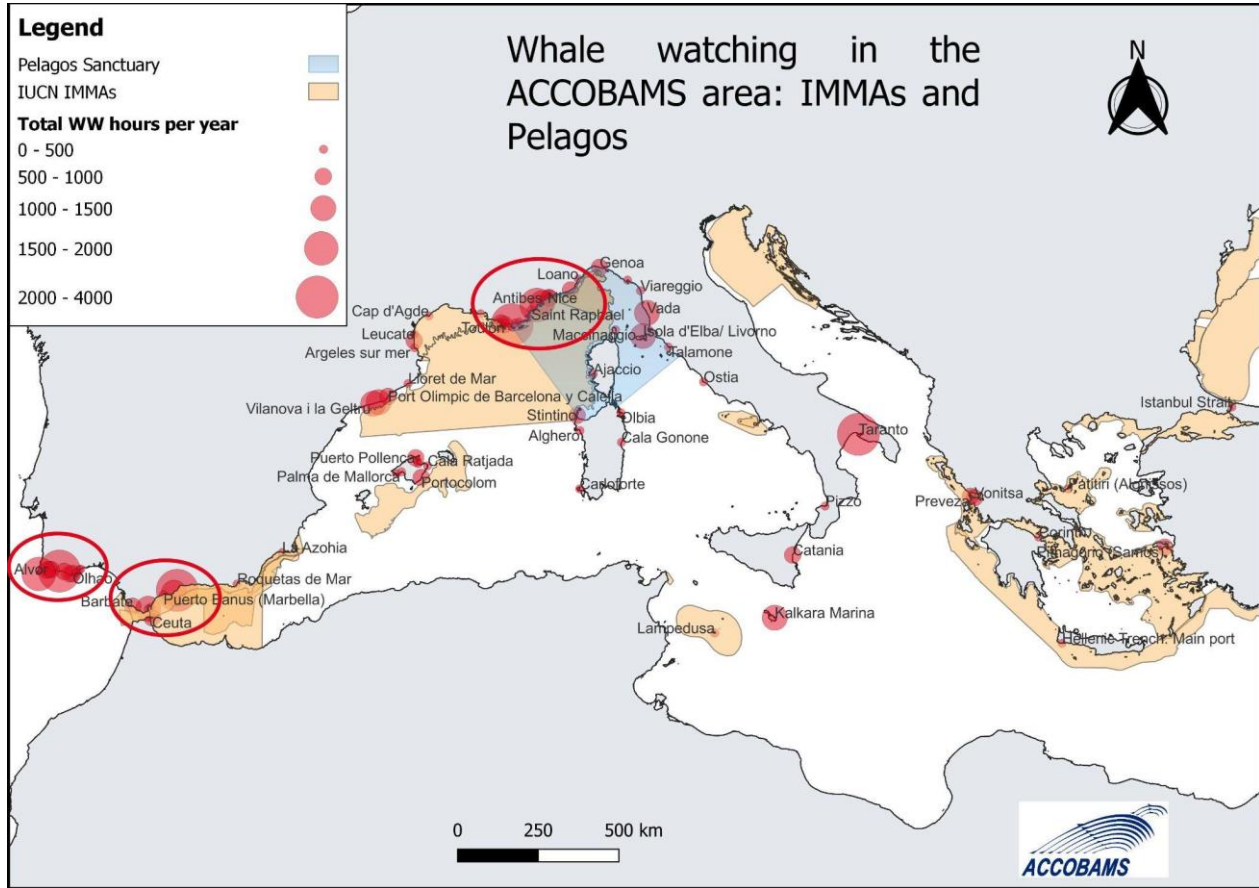 Legend
Pelagos Sanctuary
IUCN IMMAs
Total WW hours per year
0 - 500
500 - 1000
1000 - 1500
1500 - 2000
2000 - 4000
Whale watching in the
ACCOBAMS area: IMMAs and
Pelagos
N
Genoa
Loano
Viareggio
Antibes Nice
Vada
Cap d'Agde
Saint Raphael
Toulon
Leucate
Macinaggio
Isola d'Elba/ Livorno
Argeles sur mer
Talamone
Ajaccio
Ostia
Lloret de Mar
Port Olimpic de Barcelona y Calella
Vilanova i la Geltru
Istanbul Strait
Stintino
Olbia
Taranto
Alghero
Cala Gonone
Puerto Pollença
Cala Ratjada
Palma de Mallorca
Portocolom
Carloforte
Patitiri (Alonissos)
Vonitsa
Preveza
Pizzo
La Azohia
Pithagorio (Samos)
Catania
Alvor
Olhao
Roquetas de Mar
Puerto Banus (Marbella)
Barbate
Kalkara Marina
Ceuta
Lampedusa
Hellenic Trench: Main port
0 250 500 km
ACCOBAMS